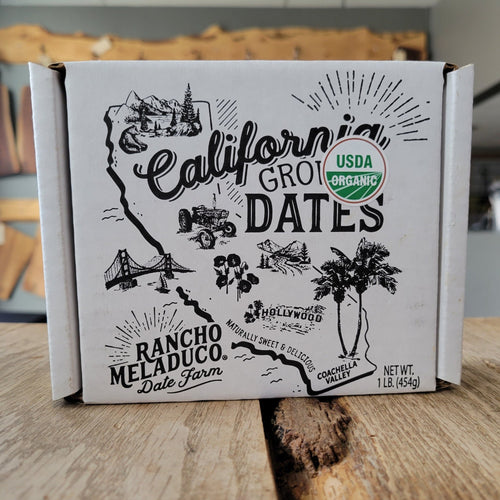 California
GRO
DATES
USDA
ORGANIC
HOLLYWOOD
NATURALLY SWEET & DELICIOUS
RANCHO
MELADUCO®
Date Farm
COACHELLA
VALLEY
NET WT.
1 LB. (454g)